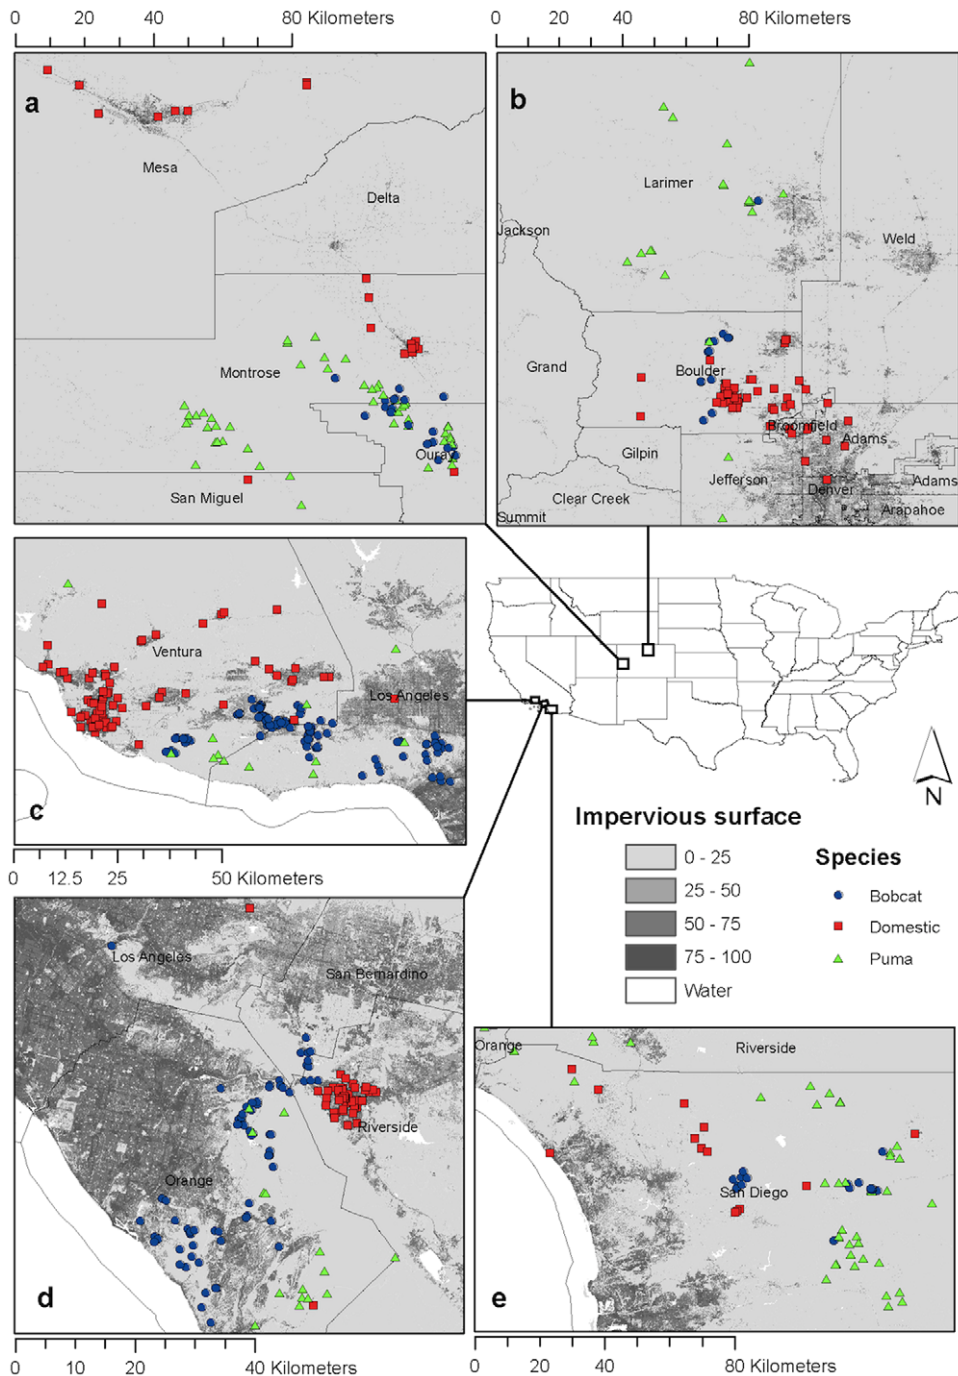 0 20 40 80 Kilometers
0 20 40 80 Kilometers
a
Mesa
Delta
Montrose
Ouray
San Miguel
b
Larimer
Jackson
Weld
Grand
Boulder
Broomfield
Adams
Gilpin
Jefferson
Denver
Adams
Clear Creek
Arapahoe
Summit
Ventura
Los Angeles
c
0 12.5 25 50 Kilometers
N
Impervious surface
0 - 25
25 - 50
50 - 75
75 - 100
Water
Species
Bobcat
Domestic
Puma
Los Angeles
San Bernardino
Riverside
Orange
d
0 10 20 40 Kilometers
Orange
Riverside
San Diego
e
0 20 40 80 Kilometers